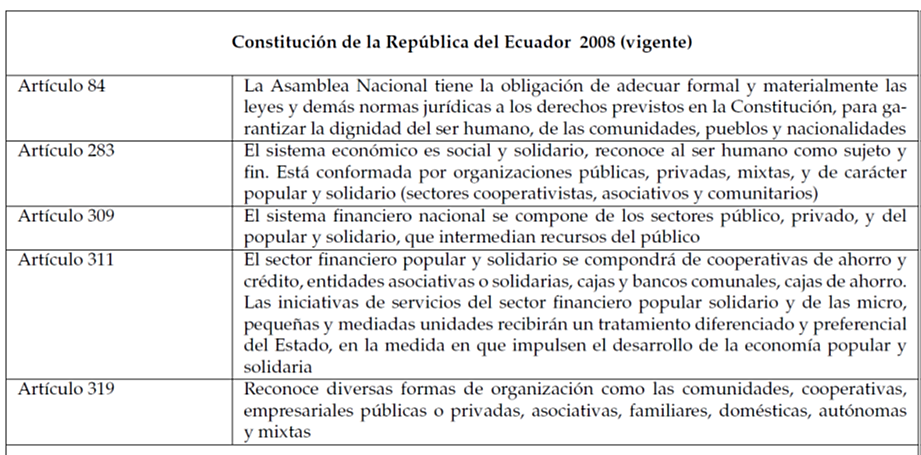 Constitución de la República del Ecuador 2008 (vigente)
Artículo 84
La Asamblea Nacional tiene la obligación de adecuar formal y materialmente las
leyes y demás normas jurídicas a los derechos previstos en la Constitución, para ga-
rantizar la dignidad del ser humano, de las comunidades, pueblos y nacionalidades
Artículo 283
El sistema económico es social y solidario, reconoce al ser humano como sujeto y
fin. Está conformada por organizaciones públicas, privadas, mixtas, y de carácter
popular y solidario (sectores cooperativistas, asociativos y comunitarios)
Artículo 309
El sistema financiero nacional se compone de los sectores público, privado, y del
popular y solidario, que intermedian recursos del público
Artículo 311
El sector financiero popular y solidario se compondrá de cooperativas de ahorro y
crédito, entidades asociativas o solidarias, cajas y bancos comunales, cajas de ahorro.
Las iniciativas de servicios del sector financiero popular solidario y de las micro,
pequeñas y mediadas unidades recibirán un tratamiento diferenciado y preferencial
del Estado, en la medida en que impulsen el desarrollo de la economía popular y
solidaria
Artículo 319
Reconoce diversas formas de organización como las comunidades, cooperativas,
empresariales públicas o privadas, asociativas, familiares, domésticas, autónomas
y mixtas